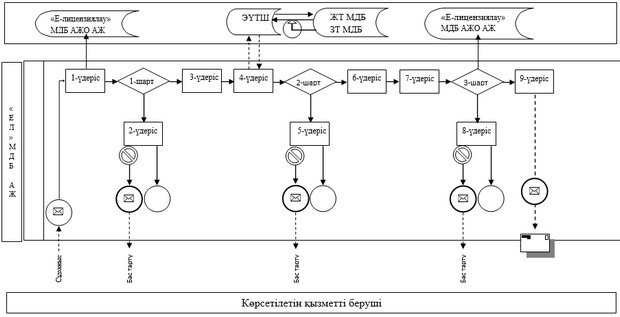 «Е-лицензиялау»
МДБ АЖО АЖ
ЭҮТШ
ЖТ МДБ
ЗТ МДБ
«Е-лицензиялау»
МДБ АЖО АЖ
«ЕЛ» МДБ АЖ
1-үдеріс
1-шарт
3-үдеріс
4-үдеріс
2-шарт
6-үдеріс
7-үдеріс
3-шарт
9-үдеріс
2-үдеріс
5-үдеріс
8-үдеріс
Бас тарту
Бас тарту
Бас тарту
Көрсетілетін қызметті беруші